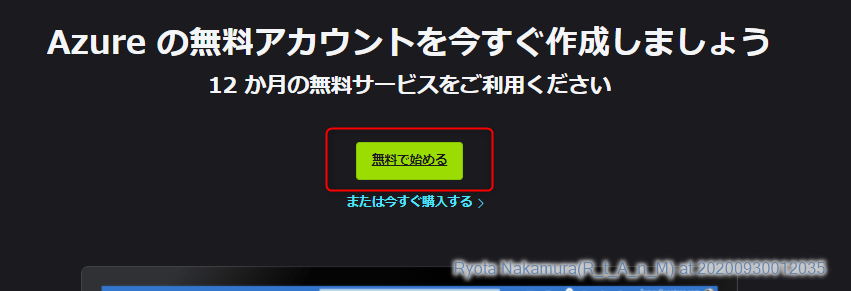 Azure の無料アカウントを今すぐ作成しましょう
12 か月の無料サービスをご利用ください
無料で始める
または今すぐ購入する >
Ryota Nakamura(R_I_A_n_M) at 20200930012035